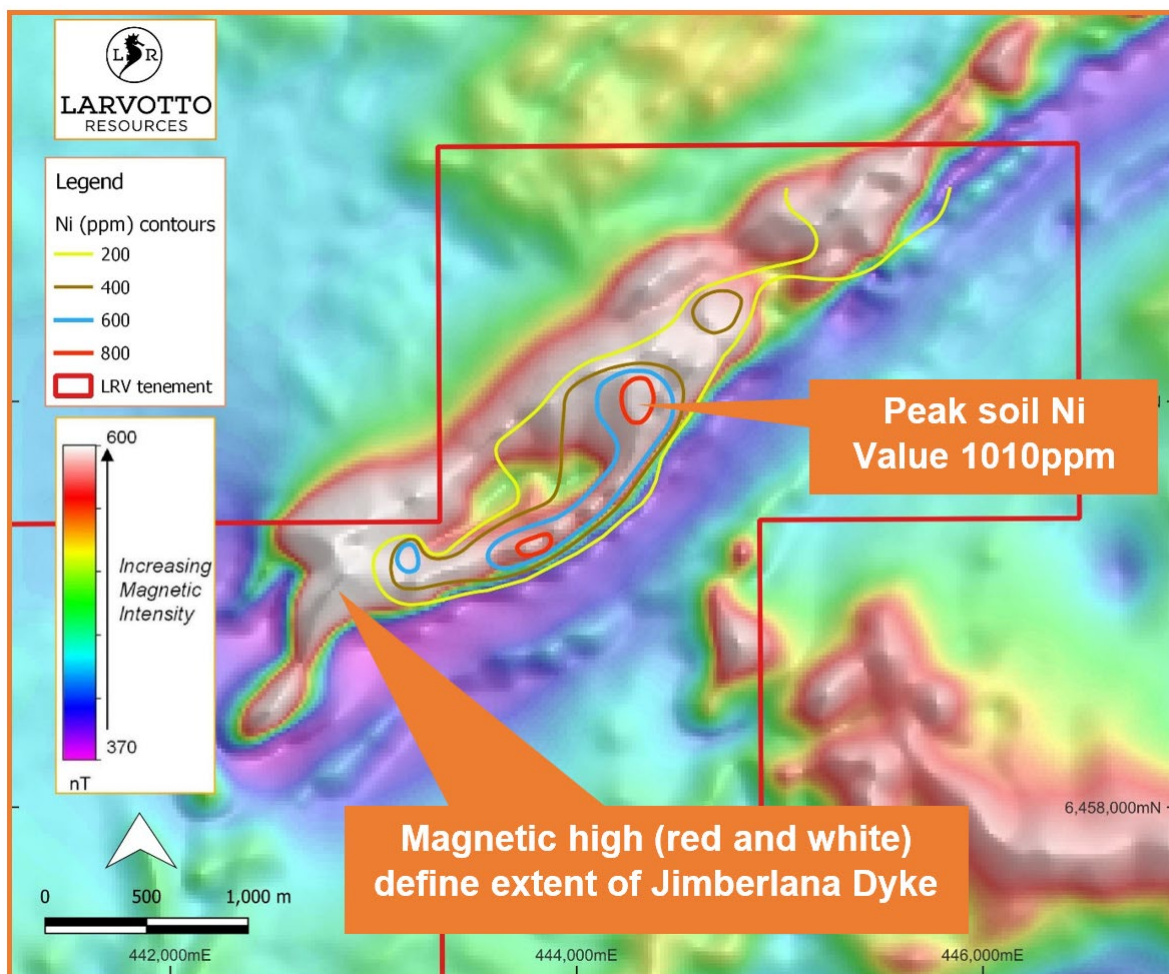 L R
LARVOTTO
RESOURCES
Legend
Ni (ppm) contours
200
400
600
800
LRV tenement
600
Increasing
Magnetic
Intensity
370
nT
Peak soil Ni
Value 1010ppm
N
6,458,000mN
Magnetic high (red and white)
define extent of Jimberlana Dyke
0 500 1,000 m
442,000mE 444,000mE 446,000mE